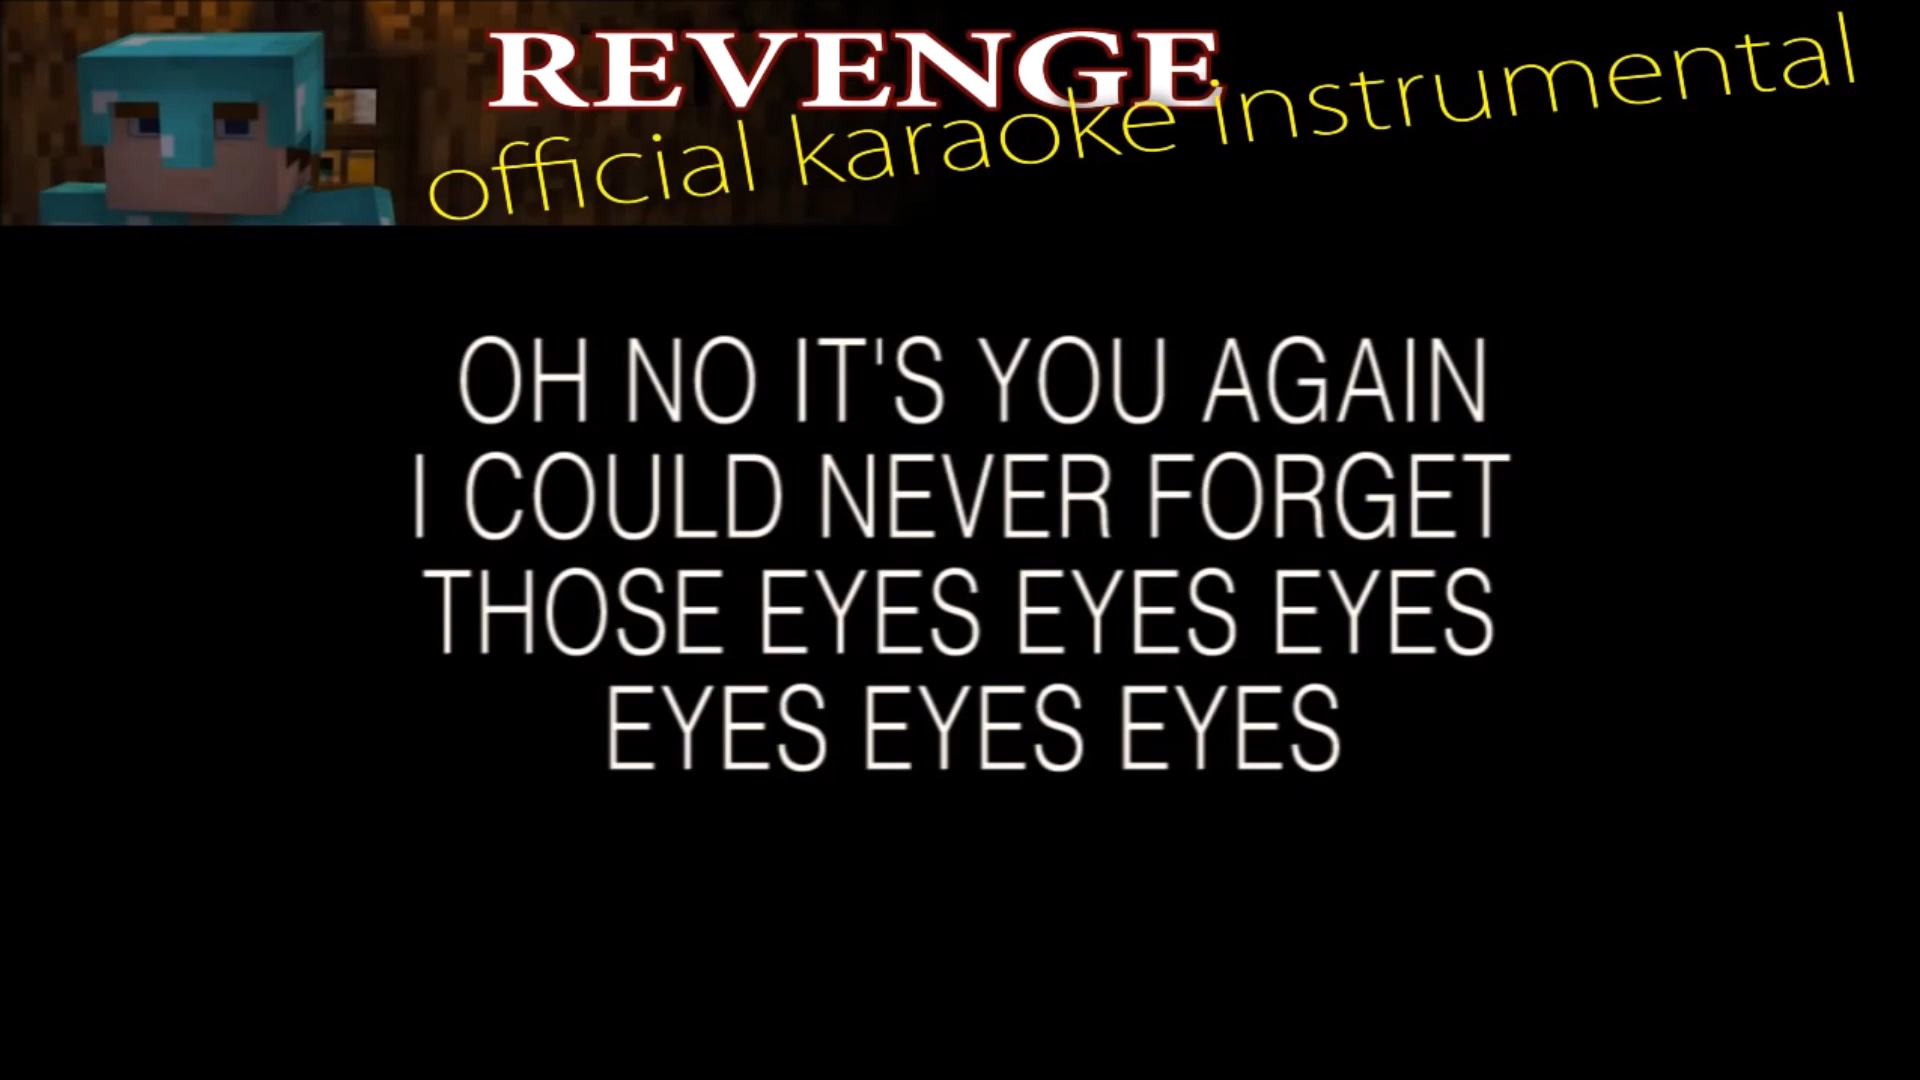 REVENGE
official karaoke instrumental
OH NO IT'S YOU AGAIN
I COULD NEVER FORGET
THOSE EYES EYES EYES
EYES EYES EYES